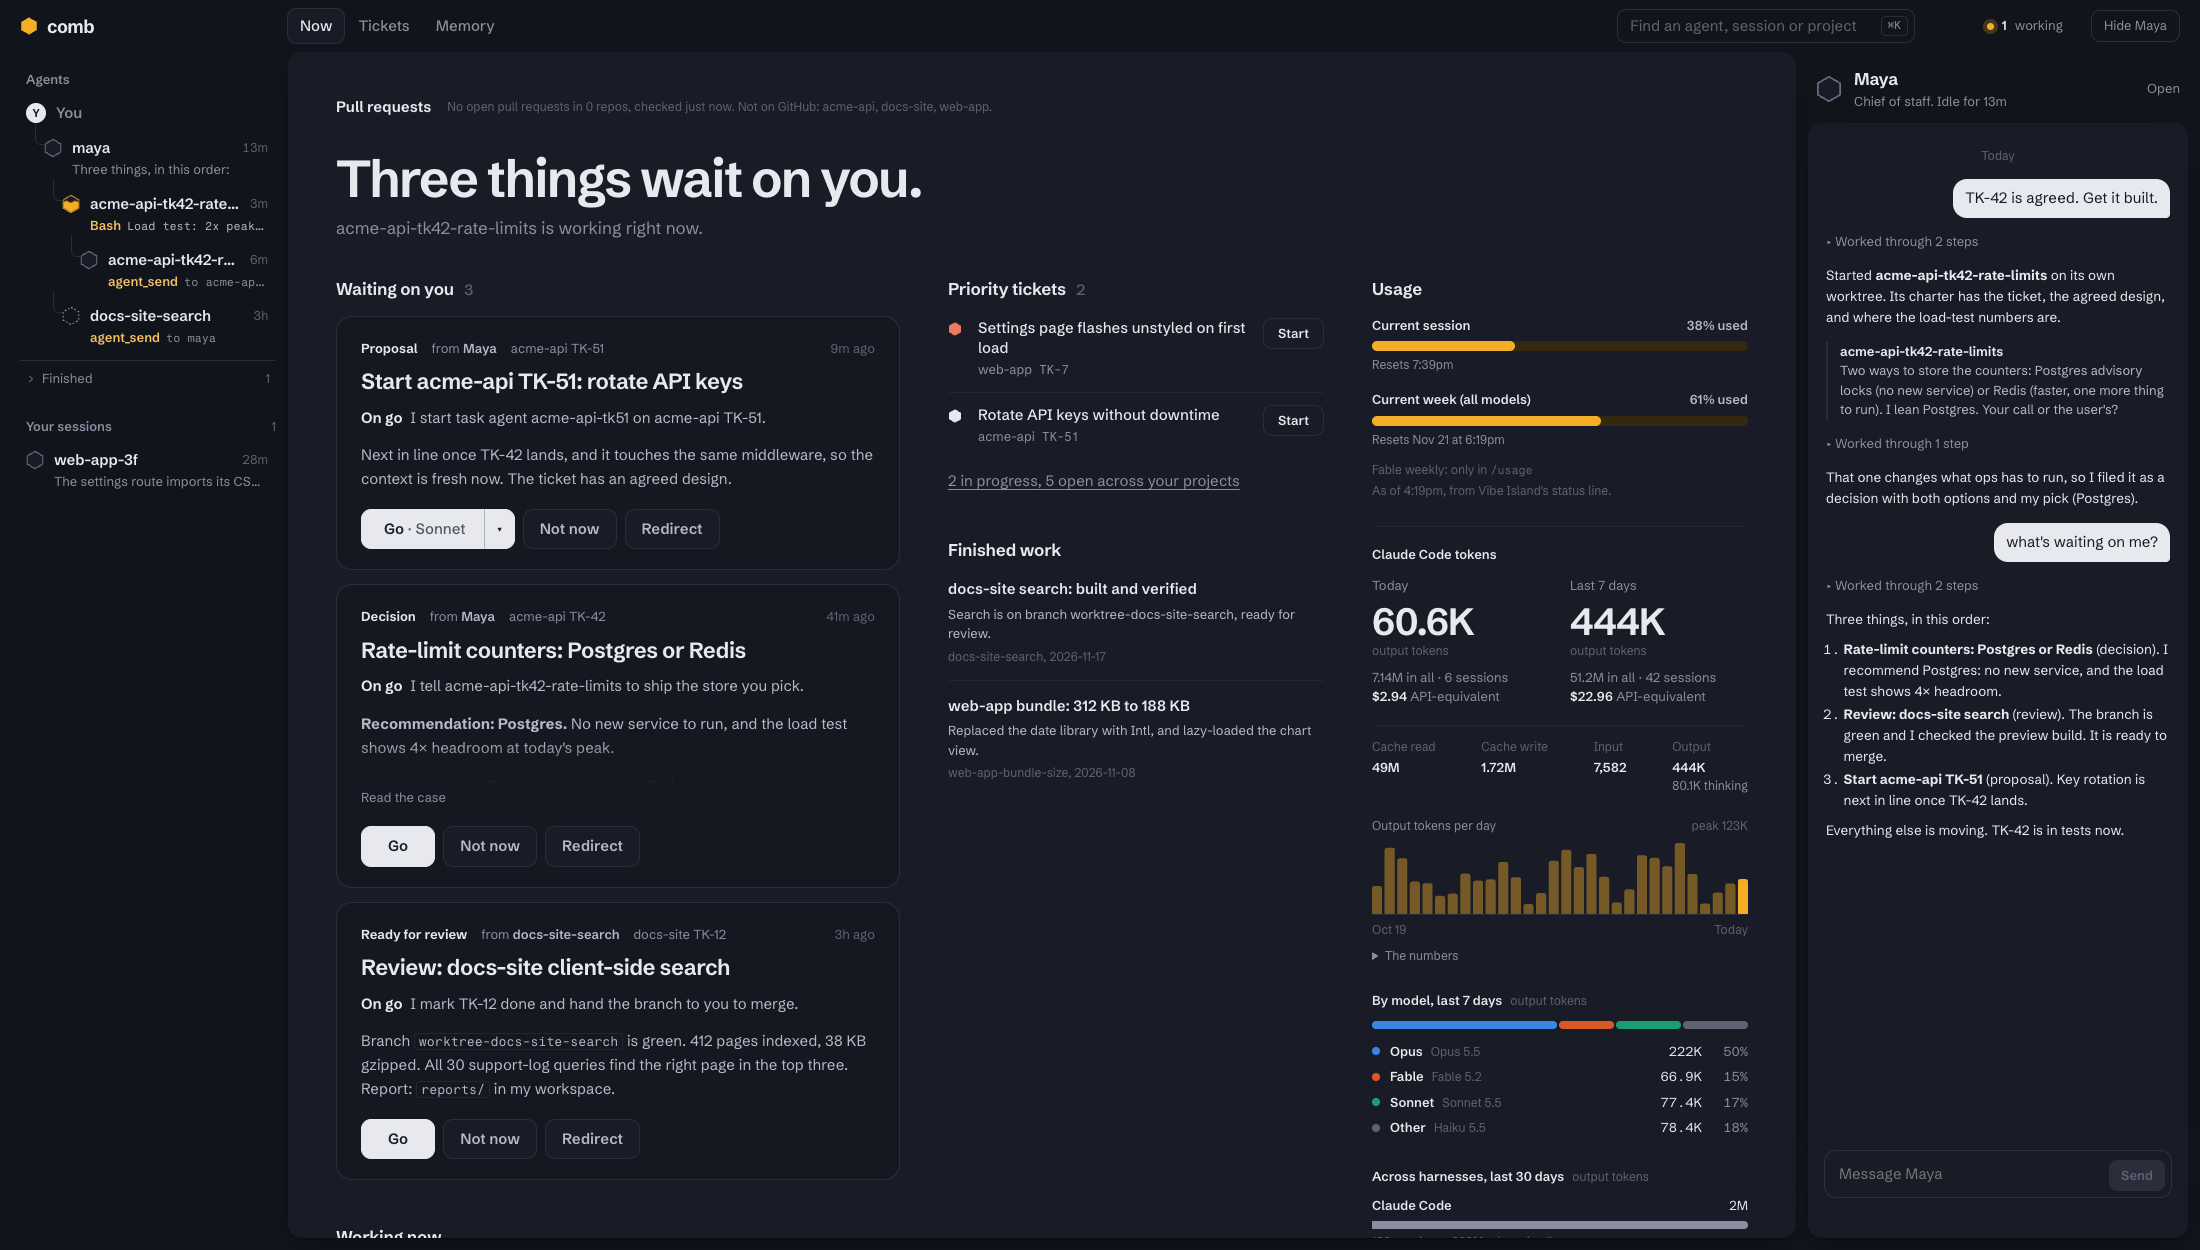 comb
Now
Tickets
Memory
Find an agent, session or project
⌘K
1 working
Hide Maya
Agents
Y You
maya 13m
Three things, in this order:
acme-api-tk42-rate... 3m
Bash Load test: 2x peak…
acme-api-tk42-r... 6m
agent_send to acme-ap…
docs-site-search 3h
agent_send to maya
Finished 1
Your sessions 1
web-app-3f 28m
The settings route imports its CS...
Pull requests No open pull requests in 0 repos, checked just now. Not on GitHub: acme-api, docs-site, web-app.
Three things wait on you.
acme-api-tk42-rate-limits is working right now.
Waiting on you 3
Proposal from Maya acme-api TK-51 9m ago
Start acme-api TK-51: rotate API keys
On go I start task agent acme-api-tk51 on acme-api TK-51.
Next in line once TK-42 lands, and it touches the same middleware, so the
context is fresh now. The ticket has an agreed design.
Go · Sonnet
Not now
Redirect
Decision from Maya acme-api TK-42 41m ago
Rate-limit counters: Postgres or Redis
On go I tell acme-api-tk42-rate-limits to ship the store you pick.
Recommendation: Postgres. No new service to run, and the load test
shows 4× headroom at today's peak.
Read the case
Go
Not now
Redirect
Ready for review from docs-site-search docs-site TK-12 3h ago
Review: docs-site client-side search
On go I mark TK-12 done and hand the branch to you to merge.
Branch worktree-docs-site-search is green. 412 pages indexed, 38 KB
gzipped. All 30 support-log queries find the right page in the top three.
Report: reports/ in my workspace.
Go
Not now
Redirect
Working now
Priority tickets 2
Settings page flashes unstyled on first
load
web-app TK-7
Start
Rotate API keys without downtime
acme-api TK-51
Start
2 in progress, 5 open across your projects
Finished work
docs-site search: built and verified
Search is on branch worktree-docs-site-search, ready for
review.
docs-site-search, 2026-11-17
web-app bundle: 312 KB to 188 KB
Replaced the date library with Intl, and lazy-loaded the chart
view.
web-app-bundle-size, 2026-11-08
Usage
Current session 38% used
Resets 7:39pm
Current week (all models) 61% used
Resets Nov 21 at 6:19pm
Fable weekly: only in /usage
As of 4:19pm, from Vibe Island's status line.
Claude Code tokens
Today Last 7 days
60.6K 444K
output tokens output tokens
7.14M in all · 6 sessions 51.2M in all · 42 sessions
$2.94 API-equivalent $22.96 API-equivalent
Cache read Cache write Input Output
49M 1.72M 7,582 444K
80.1K thinking
Output tokens per day peak 123K
Oct 19 Today
The numbers
By model, last 7 days output tokens
Opus Opus 5.5 222K 50%
Fable Fable 5.2 66.9K 15%
Sonnet Sonnet 5.5 77.4K 17%
Other Haiku 5.5 78.4K 18%
Across harnesses, last 30 days output tokens
Claude Code 2M
Maya
Chief of staff. Idle for 13m
Open
Today
TK-42 is agreed. Get it built.
Worked through 2 steps
Started acme-api-tk42-rate-limits on its own
worktree. Its charter has the ticket, the agreed design,
and where the load-test numbers are.
acme-api-tk42-rate-limits
Two ways to store the counters: Postgres advisory
locks (no new service) or Redis (faster, one more thing
to run). I lean Postgres. Your call or the user's?
Worked through 1 step
That one changes what ops has to run, so I filed it as a
decision with both options and my pick (Postgres).
what's waiting on me?
Worked through 2 steps
Three things, in this order:
1. Rate-limit counters: Postgres or Redis (decision). I
recommend Postgres: no new service, and the load
test shows 4× headroom.
2. Review: docs-site search (review). The branch is
green and I checked the preview build. It is ready to
merge.
3. Start acme-api TK-51 (proposal). Key rotation is
next in line once TK-42 lands.
Everything else is moving. TK-42 is in tests now.
Message Maya
Send